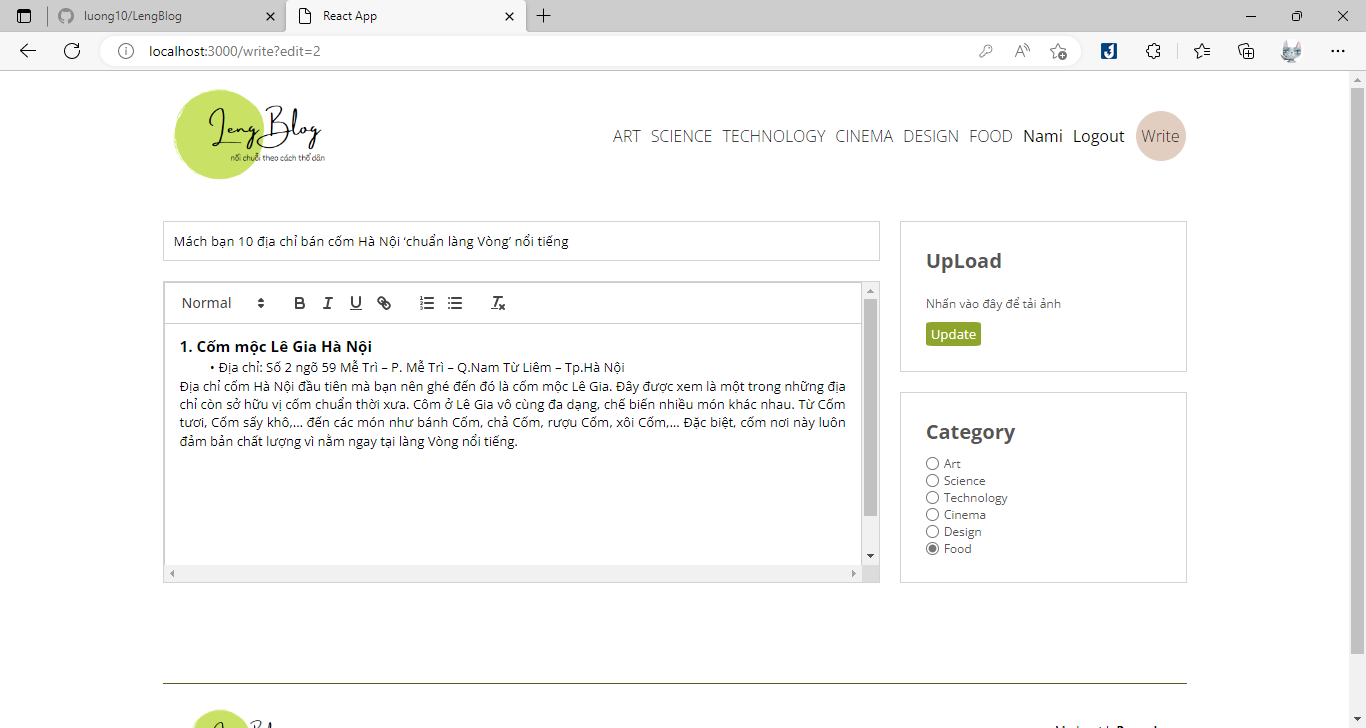 luong10/LengBlog
React App
localhost:3000/write?edit=2
LengBlog
nối chuỗi theo cách thổ dân
ART SCIENCE TECHNOLOGY CINEMA DESIGN FOOD Nami Logout Write
Mách bạn 10 địa chỉ bán cốm Hà Nội ‘chuẩn làng Vòng’ nổi tiếng
Normal
1. Cốm mộc Lê Gia Hà Nội
• Địa chỉ: Số 2 ngõ 59 Mễ Trì – P. Mễ Trì – Q.Nam Từ Liêm – Tp.Hà Nội
Địa chỉ cốm Hà Nội đầu tiên mà bạn nên ghé đến đó là cốm mộc Lê Gia. Đây được xem là một trong những địa
chỉ còn sở hữu vị cốm chuẩn thời xưa. Côm ở Lê Gia vô cùng đa dạng, chế biến nhiều món khác nhau. Từ Cốm
tươi, Cốm sấy khô,… đến các món như bánh Cốm, chả Cốm, rượu Cốm, xôi Cốm,… Đặc biệt, cốm nơi này luôn
đảm bản chất lượng vì nằm ngay tại làng Vòng nổi tiếng.
UpLoad
Nhấn vào đây để tải ảnh
Update
Category
Art
Science
Technology
Cinema
Design
Food